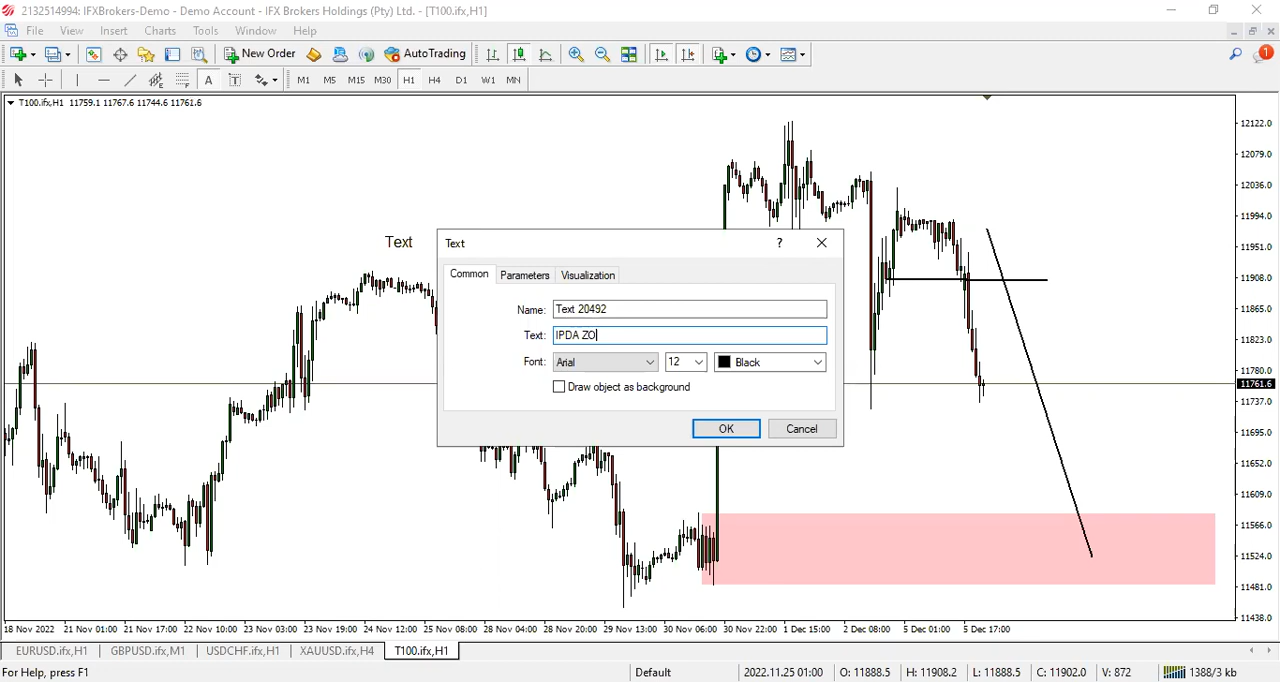 2132514994: IFXBrokers-Demo - Demo Account - IFX Brokers Holdings (Pty) Ltd. - [T100.ifx,H1]
File View Insert Charts Tools Window Help
New Order AutoTrading
1
A T M1 M5 M15 M30 H1 H4 D1 W1 MN
T100.ifx,H1 11759.1 11767.6 11744.6 11761.6
Text
Text ? 
Common Parameters Visualization
Name: Text 20492
Text: IPDA ZO
Font: Arial 12 Black
Draw object as background
OK Cancel
12122.0
12079.0
12036.0
11994.0
11951.0
11908.0
11865.0
11823.0
11780.0
11761.6
11737.0
11695.0
11652.0
11609.0
11566.0
11524.0
11481.0
11438.0
18 Nov 2022 21 Nov 01:00 21 Nov 17:00 22 Nov 10:00 23 Nov 03:00 23 Nov 19:00 24 Nov 12:00 25 Nov 08:00 28 Nov 04:00 28 Nov 20:00 29 Nov 13:00 30 Nov 06:00 30 Nov 22:00 1 Dec 15:00 2 Dec 08:00 5 Dec 01:00 5 Dec 17:00
EURUSD.ifx,H1 GBPUSD.ifx,M1 USDCHF.ifx,H1 XAUUSD.ifx,H4 T100.ifx,H1
For Help, press F1 Default 2022.11.25 01:00 O: 11888.5 H: 11908.2 L: 11888.5 C: 11902.0 V: 872 1388/3 kb